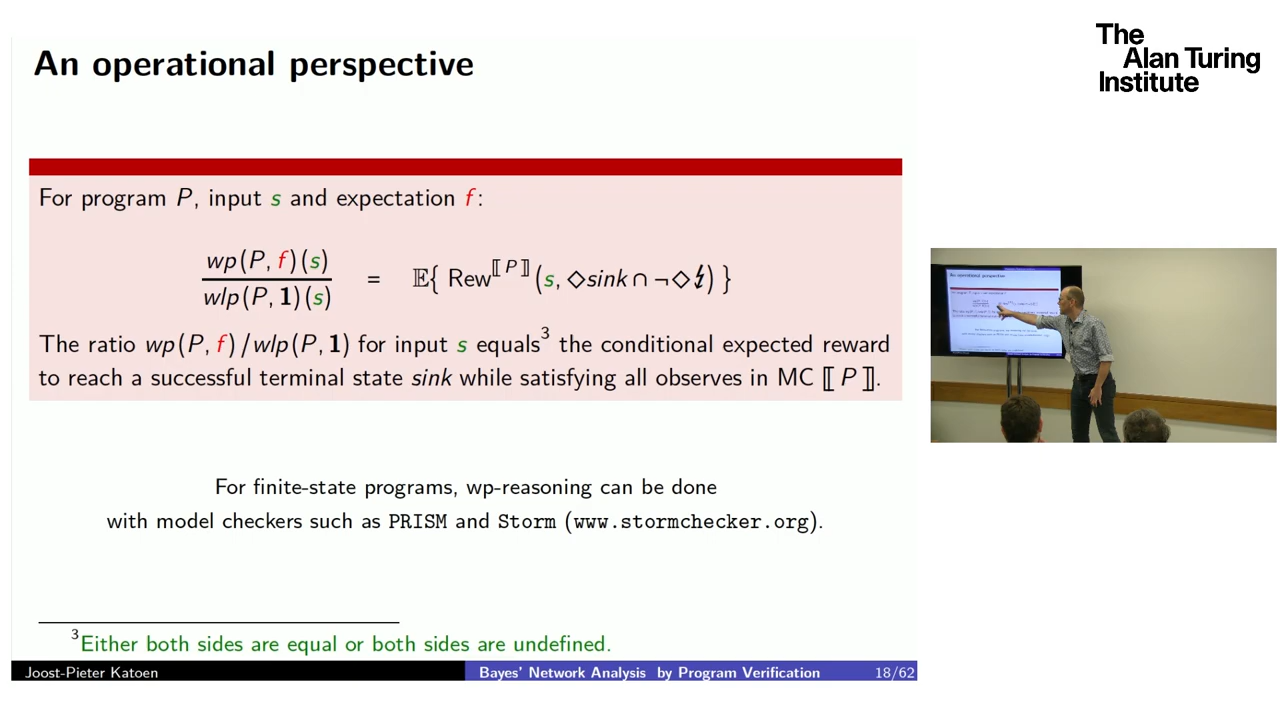 The
Alan Turing
Institute
An operational perspective
For program P, input s and expectation f:
wp(P, f)(s)
wlp(P, 1)(s)
= 𝔼{ Rew^⟦P⟧ (s, ◇sink ∩ ¬◇↯) }
The ratio wp(P, f) / wlp(P, 1) for input s equals³ the conditional expected reward
to reach a successful terminal state sink while satisfying all observes in MC ⟦ P ⟧.
For finite-state programs, wp-reasoning can be done
with model checkers such as PRISM and Storm (www.stormchecker.org).
³Either both sides are equal or both sides are undefined.
Joost-Pieter Katoen
Bayes' Network Analysis by Program Verification
18/62
An operational perspective